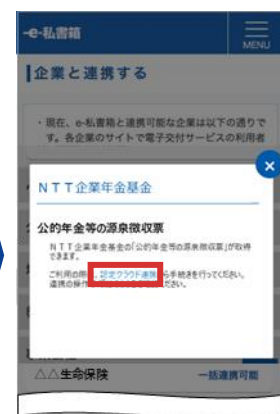 -e-私書箱
MENU
企業と連携する
・現在、e-私書箱と連携可能な企業は以下の通りで
す。各企業のサイトで電子交付サービスの利用者
NTT企業年金基金
公的年金等の源泉徴収票
NTT企業年金基金の「公的年金等の源泉徴収票」が取得
できます。
ご利用の際、認定クラウド連携から手続きを行ってください。
連携の操作
ださい。
△△生命保険
一括連携可能